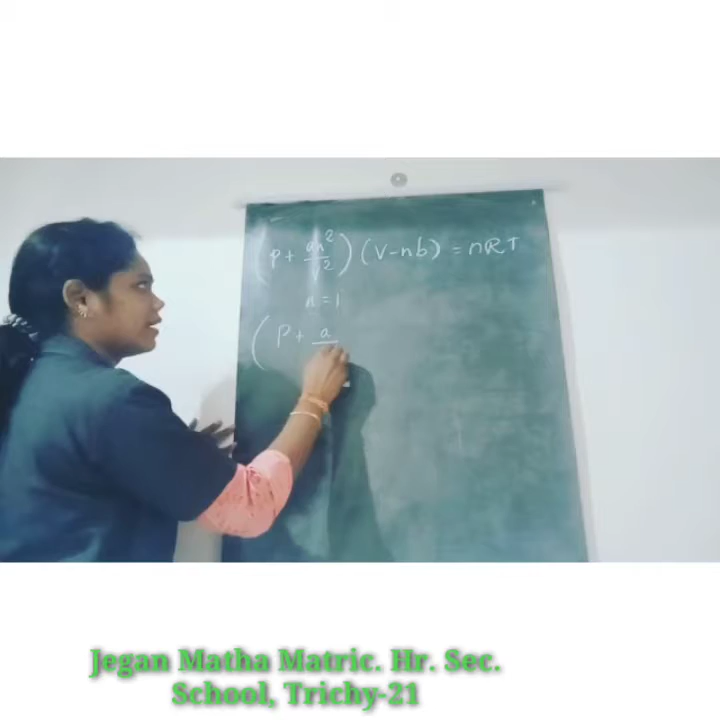 (P + an²/V²) (V-nb) = nRT
n = 1
(P + a
Jegan Matha Matric. Hr. Sec.
School, Trichy-21